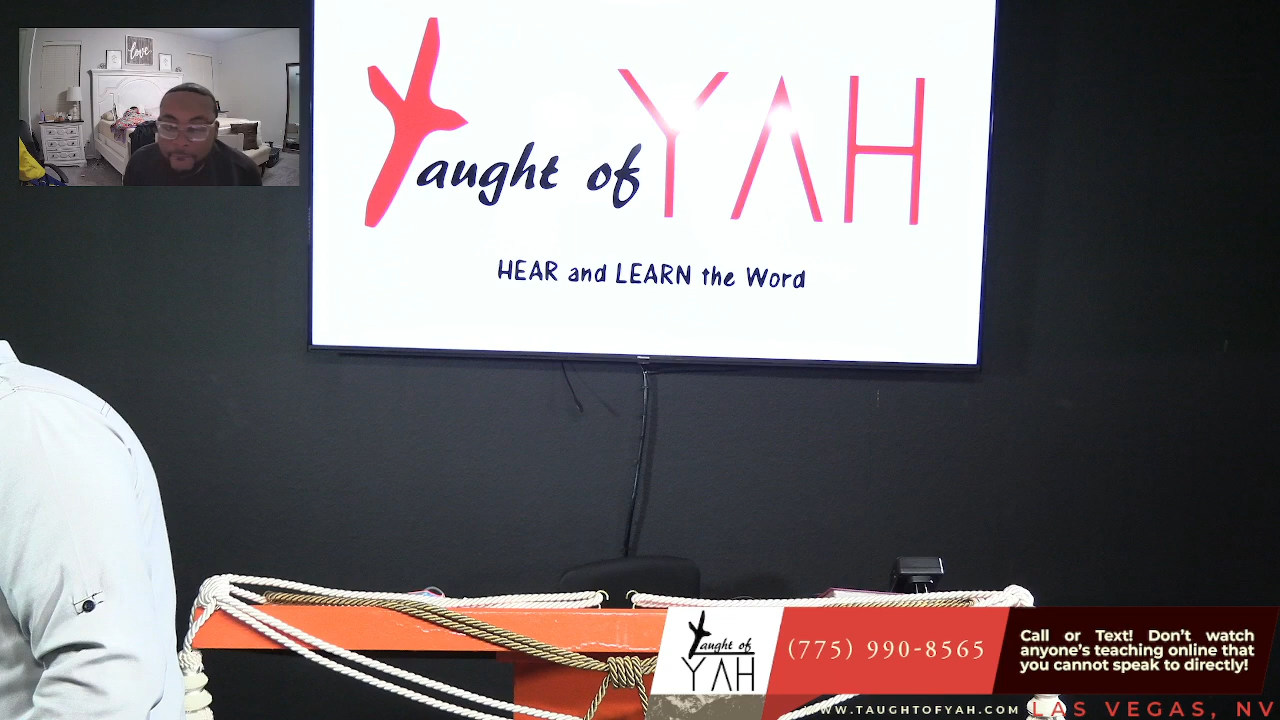 love
Taught of YAH
HEAR and LEARN the Word
Taught of
YAH
(775) 990-8565
Call or Text! Don't watch
anyone's teaching online that
you cannot speak to directly!
WWW.TAUGHTOFYAH.COM
LAS VEGAS, NV